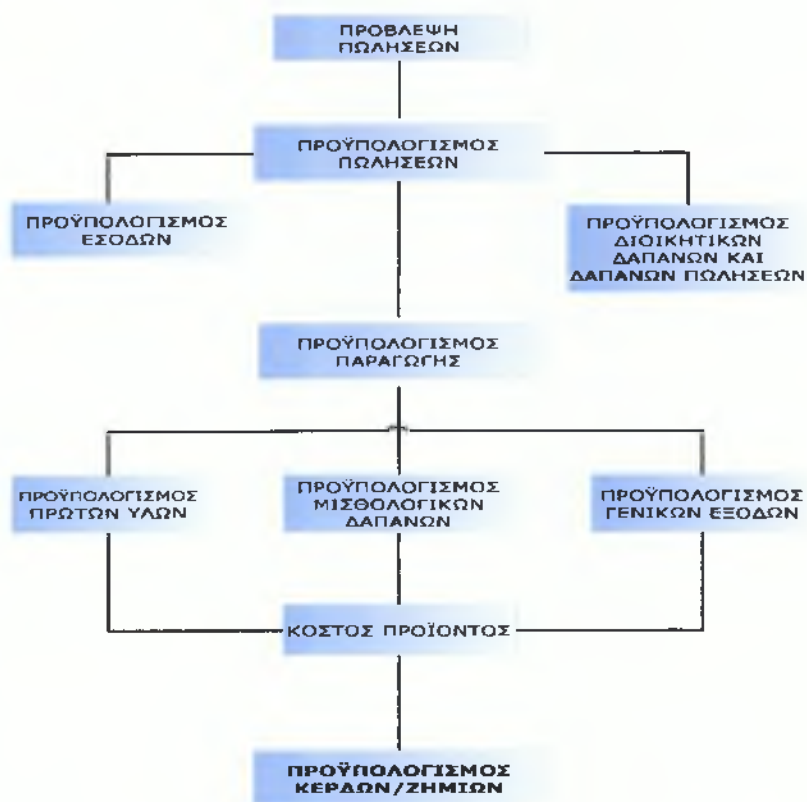 ΠΡΟΒΛΕΨΗ
ΠΩΛΗΣΕΩΝ
ΠΡΟΫΠΟΛΟΓΙΣΜΟΣ
ΠΩΛΗΣΕΩΝ
ΠΡΟΫΠΟΛΟΓΙΣΜΟΣ
ΕΣΟΔΩΝ
ΠΡΟΫΠΟΛΟΓΙΣΜΟΣ
ΔΙΟΙΚΗΤΙΚΩΝ
ΔΑΠΑΝΩΝ ΚΑΙ
ΔΑΠΑΝΩΝ ΠΩΛΗΣΕΩΝ
ΠΡΟΫΠΟΛΟΓΙΣΜΟΣ
ΠΑΡΑΓΩΓΗΣ
ΠΡΟΫΠΟΛΟΓΙΣΜΟΣ
ΠΡΩΤΩΝ ΥΛΩΝ
ΠΡΟΫΠΟΛΟΓΙΣΜΟΣ
ΜΙΣΘΟΛΟΓΙΚΩΝ
ΔΑΠΑΝΩΝ
ΠΡΟΫΠΟΛΟΓΙΣΜΟΣ
ΓΕΝΙΚΩΝ ΕΞΟΔΩΝ
ΚΟΣΤΟΣ ΠΡΟΪΟΝΤΟΣ
ΠΡΟΫΠΟΛΟΓΙΣΜΟΣ
ΚΕΡΔΩΝ/ΖΗΜΙΩΝ